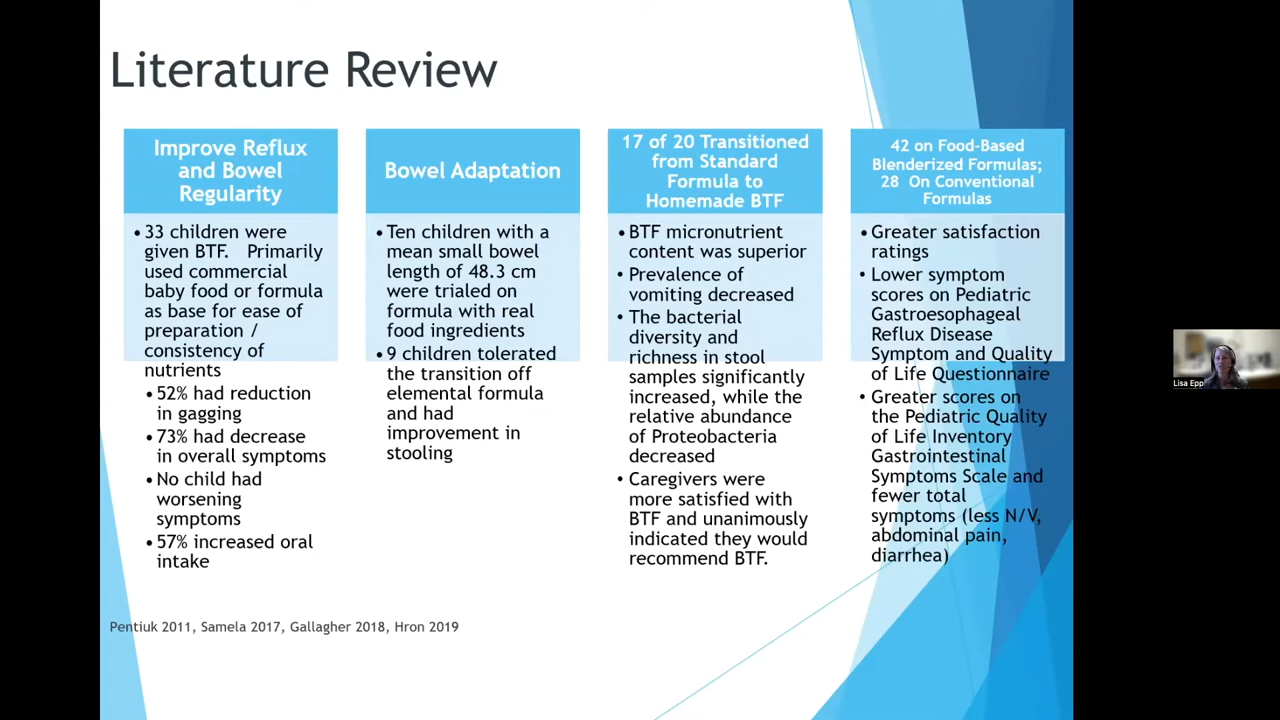 Literature Review
Improve Reflux
and Bowel
Regularity
•33 children were
given BTF. Primarily
used commercial
baby food or formula
as base for ease of
preparation /
consistency of
nutrients
•52% had reduction
in gagging
•73% had decrease
in overall symptoms
•No child had
worsening
symptoms
•57% increased oral
intake
Bowel Adaptation
•Ten children with a
mean small bowel
length of 48.3 cm
were trialed on
formula with real
food ingredients
•9 children tolerated
the transition off
elemental formula
and had
improvement in
stooling
17 of 20 Transitioned
from Standard
Formula to
Homemade BTF
•BTF micronutrient
content was superior
•Prevalence of
vomiting decreased
•The bacterial
diversity and
richness in stool
samples significantly
increased, while the
relative abundance
of Proteobacteria
decreased
•Caregivers were
more satisfied with
BTF and unanimously
indicated they would
recommend BTF.
42 on Food-Based
Blenderized Formulas;
28 On Conventional
Formulas
•Greater satisfaction
ratings
•Lower symptom
scores on Pediatric
Gastroesophageal
Reflux Disease
Symptom and Quality
of Life Questionnaire
•Greater scores on
the Pediatric Quality
of Life Inventory
Gastrointestinal
Symptoms Scale and
fewer total
symptoms (less N/V,
abdominal pain,
diarrhea)
Pentiuk 2011, Samela 2017, Gallagher 2018, Hron 2019
Lisa Epp